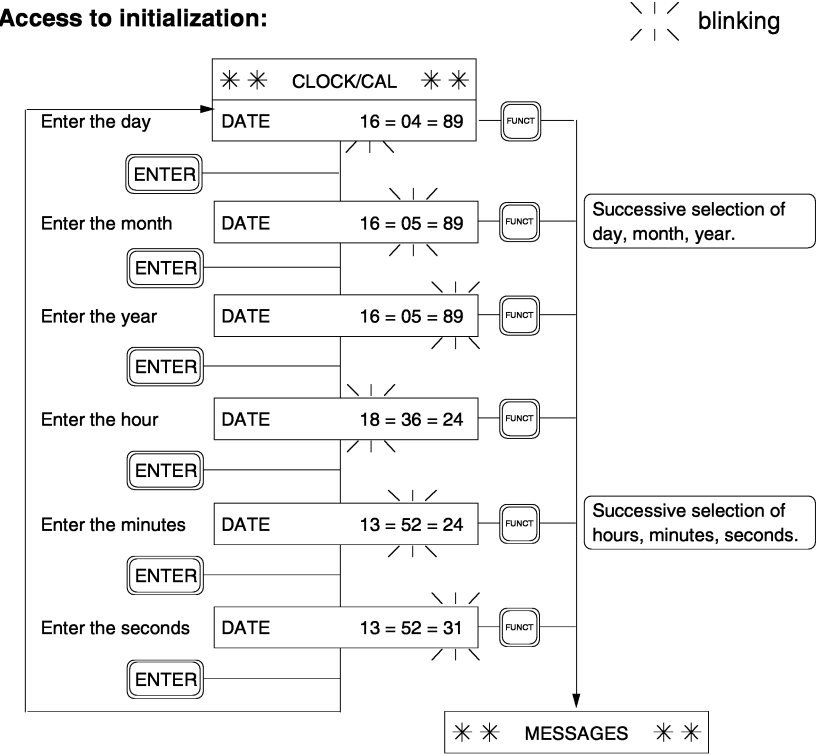 Access to initialization:
blinking
✳ ✳ CLOCK/CAL ✳ ✳
Enter the day
DATE 16 = 04 = 89
FUNCT
ENTER
Enter the month
DATE 16 = 05 = 89
FUNCT
Successive selection of
day, month, year.
ENTER
Enter the year
DATE 16 = 05 = 89
FUNCT
ENTER
Enter the hour
DATE 18 = 36 = 24
FUNCT
ENTER
Enter the minutes
DATE 13 = 52 = 24
FUNCT
Successive selection of
hours, minutes, seconds.
ENTER
Enter the seconds
DATE 13 = 52 = 31
FUNCT
ENTER
✳ ✳ MESSAGES ✳ ✳